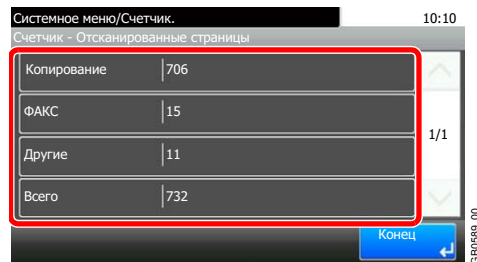 Системное меню/Счетчик. 10:10
Счетчик - Отсканированные страницы
Копирование 706
ФАКС 15
1/1
Другие 11
Всего 732
Конец
GB0589_00